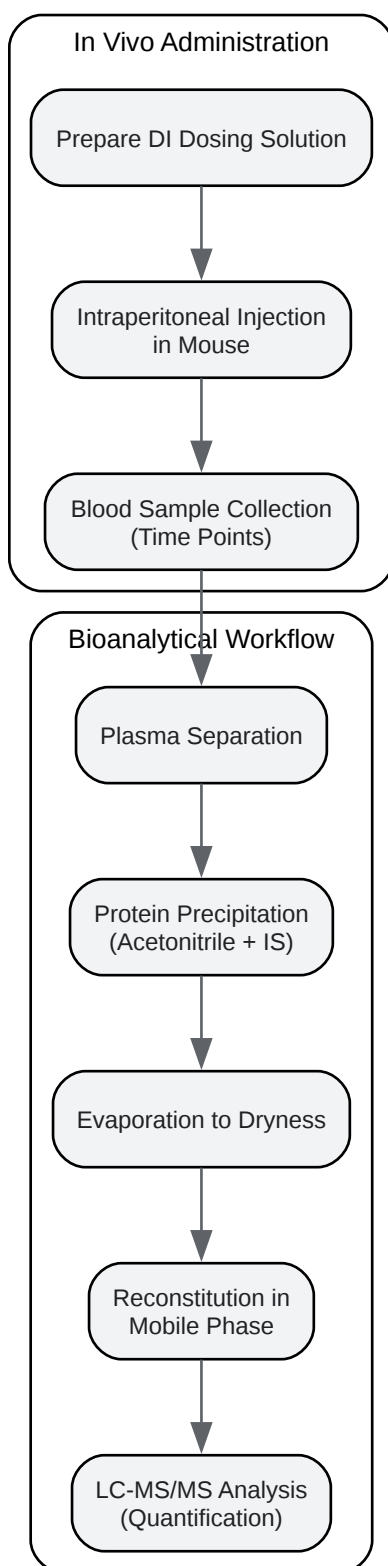 In Vivo Administration
Prepare DI Dosing Solution
Intraperitoneal Injection
in Mouse
Blood Sample Collection
(Time Points)
Bioanalytical Workflow
Plasma Separation
Protein Precipitation
(Acetonitrile + IS)
Evaporation to Dryness
Reconstitution in
Mobile Phase
LC-MS/MS Analysis
(Quantification)